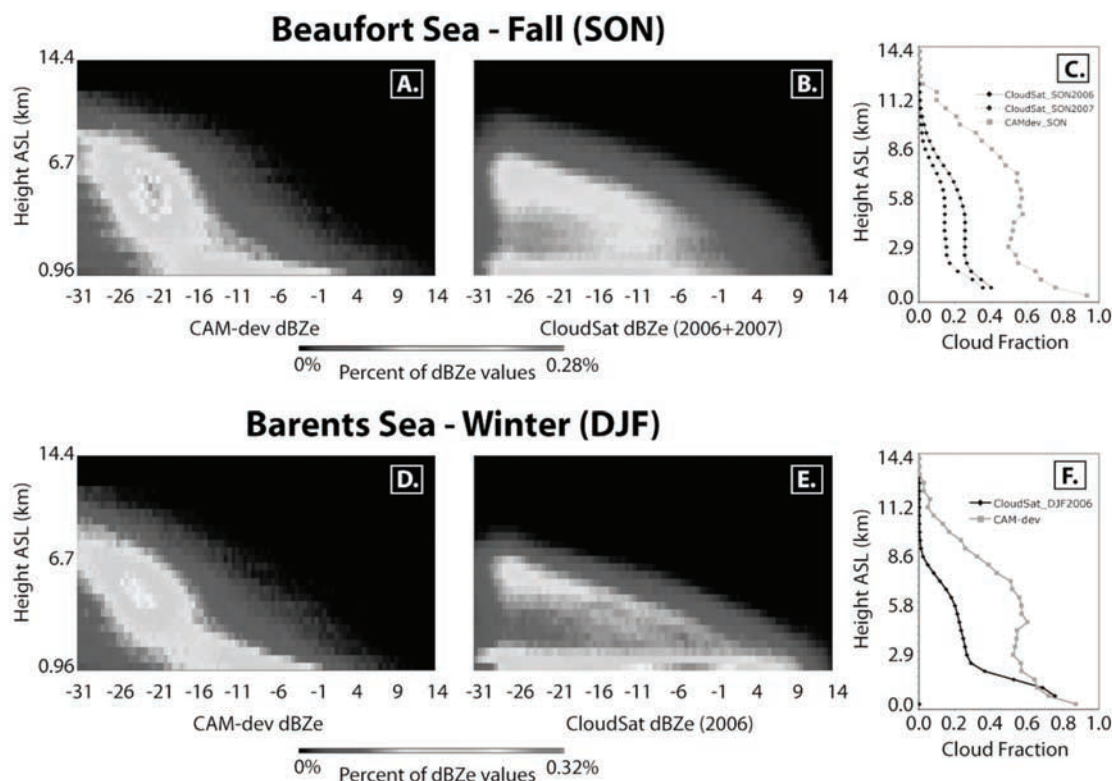 Beaufort Sea - Fall (SON)
14.4
6.7
0.96
Height ASL (km)
A.
-31 -26 -21 -16 -11 -6 -1 4 9 14
CAM-dev dBZe
B.
-31 -26 -21 -16 -11 -6 -1 4 9 14
CloudSat dBZe (2006+2007)
0% 0.28%
Percent of dBZe values
C.
14.4
11.2
8.6
5.8
2.9
0.0
Height ASL (km)
CloudSat_SON2006
CloudSat_SON2007
CAMdev_SON
0.0 0.2 0.4 0.6 0.8 1.0
Cloud Fraction
Barents Sea - Winter (DJF)
14.4
6.7
0.96
Height ASL (km)
D.
-31 -26 -21 -16 -11 -6 -1 4 9 14
CAM-dev dBZe
E.
-31 -26 -21 -16 -11 -6 -1 4 9 14
CloudSat dBZe (2006)
0% 0.32%
Percent of dBZe values
F.
14.4
11.2
8.6
5.8
2.9
0.0
Height ASL (km)
CloudSat_DJF2006
CAM-dev
0.0 0.2 0.4 0.6 0.8 1.0
Cloud Fraction